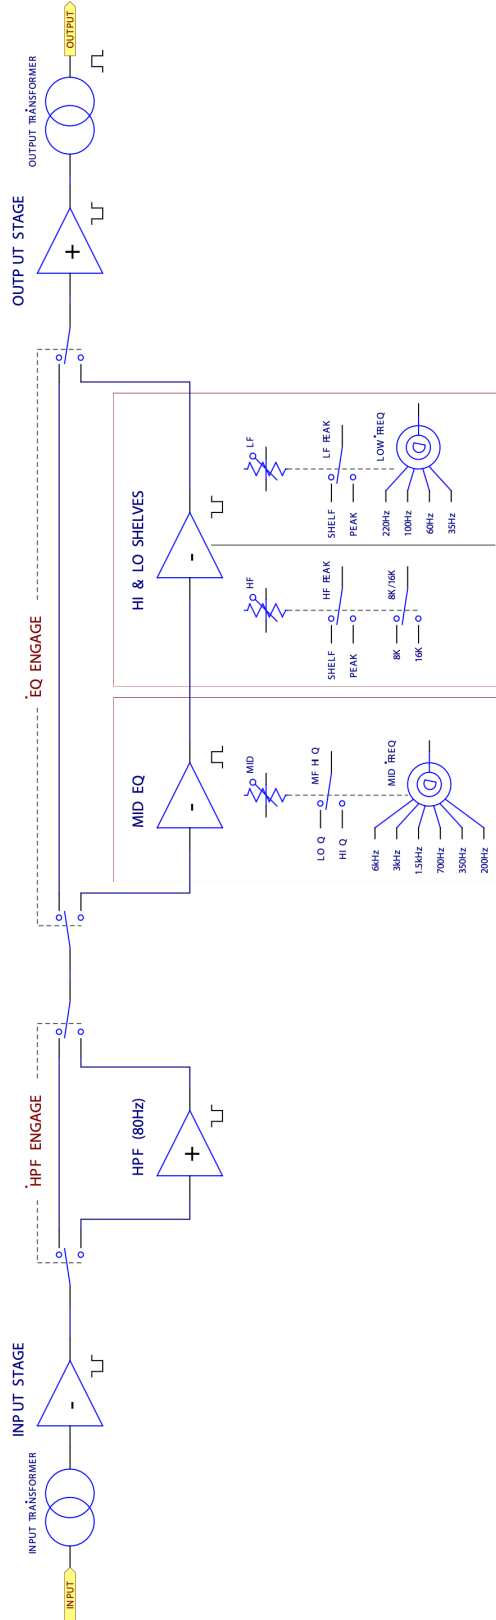 INPUT
INPUT TRANSFORMER
INPUT STAGE
-
HPF ENGAGE
HPF (80Hz)
+
EQ ENGAGE
MID EQ
-
MID
LO Q
HI Q
MF HI Q
MID FREQ
6kHz
3kHz
1.5kHz
700Hz
350Hz
200Hz
HI & LO SHELVES
-
HF
SHELF
PEAK
HF PEAK
8K
16K
8K/16K
LF
SHELF
PEAK
LF PEAK
LOW FREQ
220Hz
100Hz
60Hz
35Hz
OUTPUT STAGE
+
OUTPUT TRANSFORMER
OUTPUT